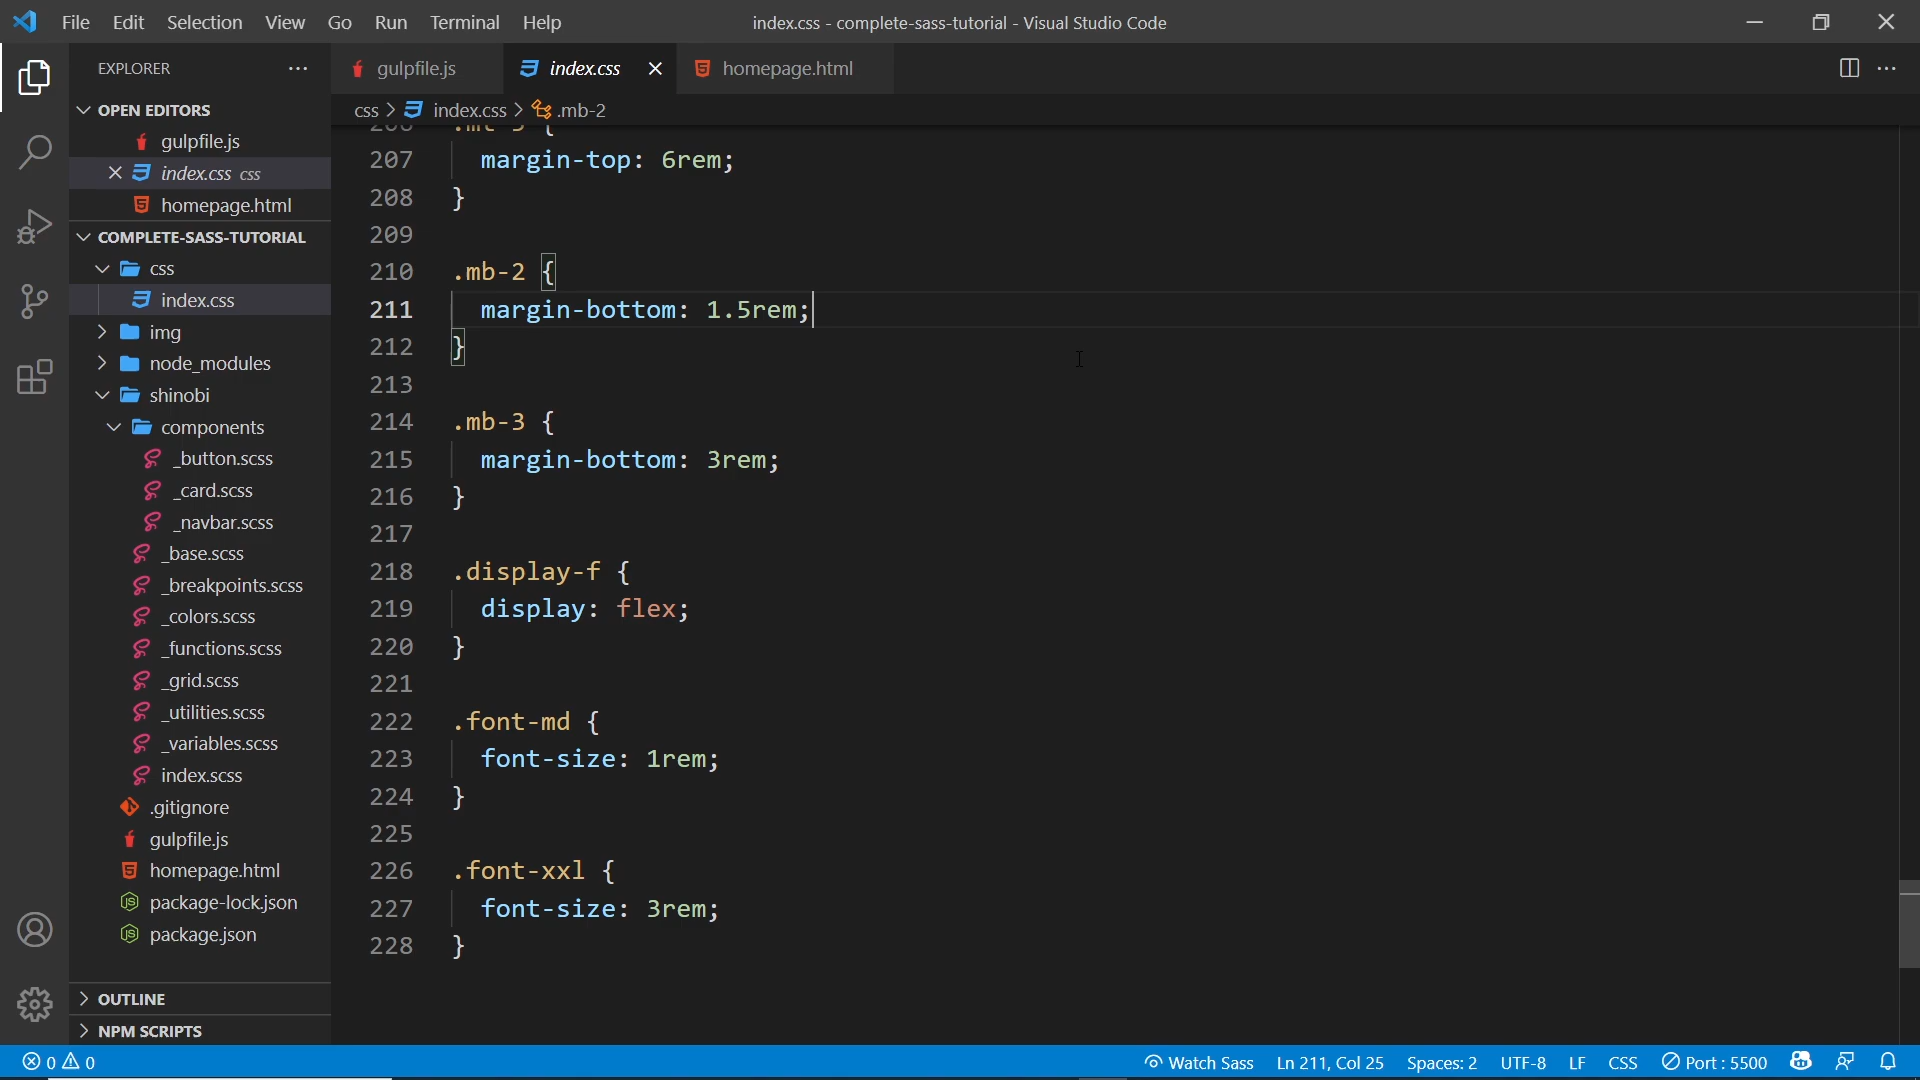 File Edit Selection View Go Run Terminal Help
index.css - complete-sass-tutorial - Visual Studio Code
EXPLORER
OPEN EDITORS
gulpfile.js
index.css css
homepage.html
COMPLETE-SASS-TUTORIAL
css
index.css
img
node_modules
shinobi
components
_button.scss
_card.scss
_navbar.scss
_base.scss
_breakpoints.scss
_colors.scss
_functions.scss
_grid.scss
_utilities.scss
_variables.scss
index.scss
.gitignore
gulpfile.js
homepage.html
package-lock.json
package.json
OUTLINE
NPM SCRIPTS
gulpfile.js index.css homepage.html
css > index.css > .mb-2
207 margin-top: 6rem;
208 }
209
210 .mb-2 {
211 margin-bottom: 1.5rem;
212 }
213
214 .mb-3 {
215 margin-bottom: 3rem;
216 }
217
218 .display-f {
219 display: flex;
220 }
221
222 .font-md {
223 font-size: 1rem;
224 }
225
226 .font-xxl {
227 font-size: 3rem;
228 }
0 0 Watch Sass Ln 211, Col 25 Spaces: 2 UTF-8 LF CSS Port : 5500